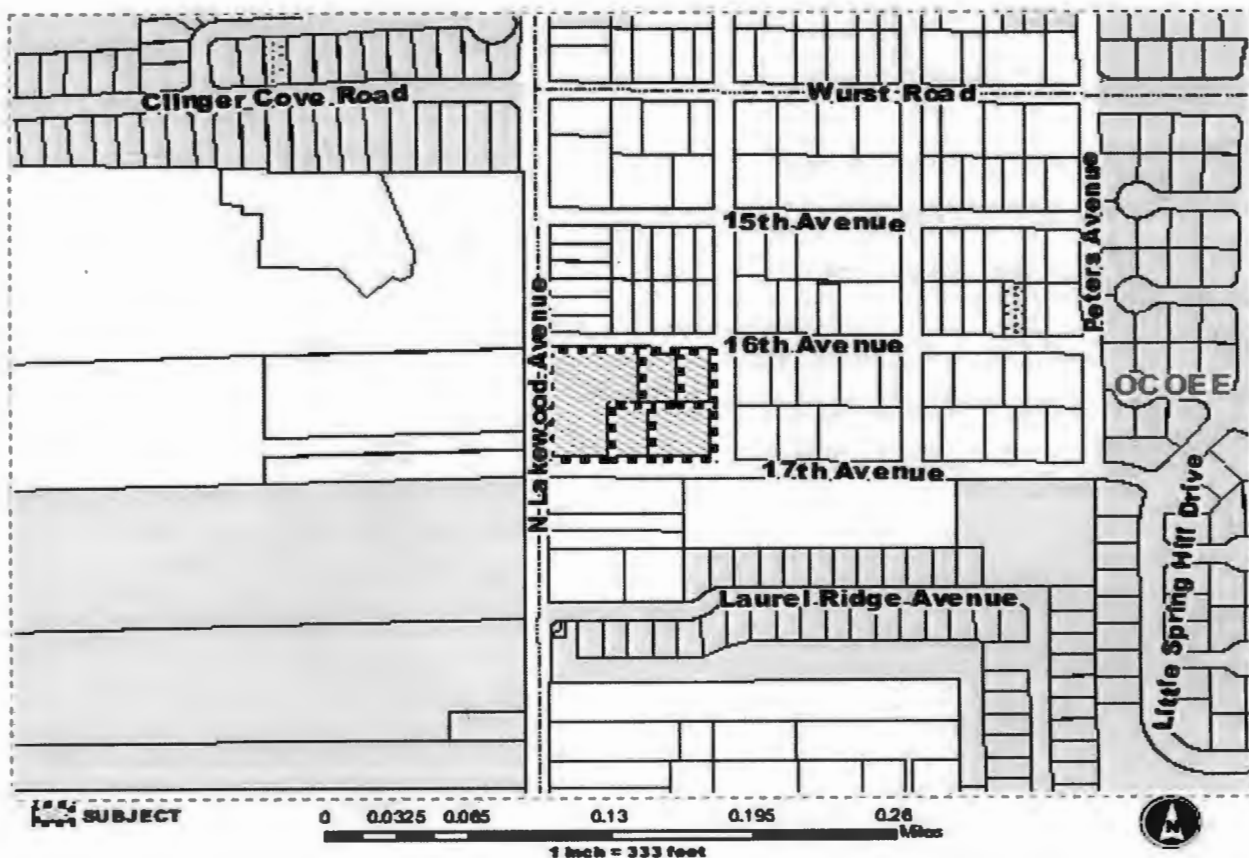 Clinger Cove Road
Wurst Road
Peters Avenue
15th Avenue
N Lakewood Avenue
16th Avenue
OCOEE
17th Avenue
Little Spring Hill Drive
Laurel Ridge Avenue
SUBJECT
0 0.0325 0.065 0.13 0.195 0.26
Miles
1 inch = 333 feet
N